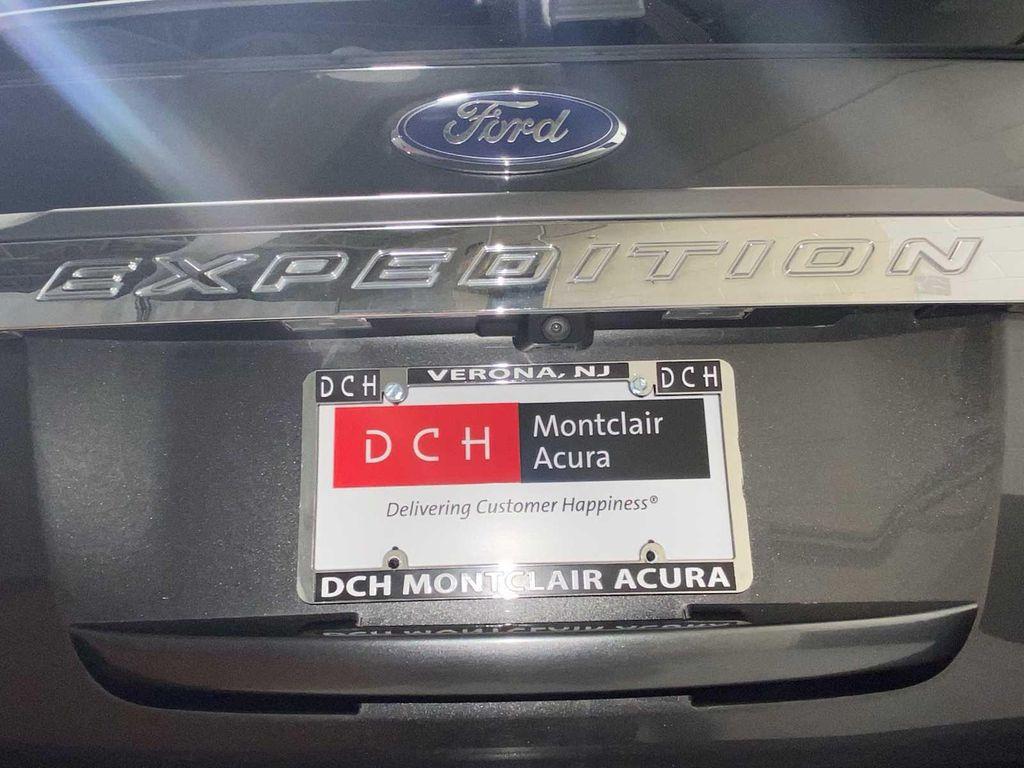 Ford
EXPEDITION
DCH VERONA, NJ DCH
DCH Montclair
Acura
Delivering Customer Happiness®
DCH MONTCLAIR ACURA